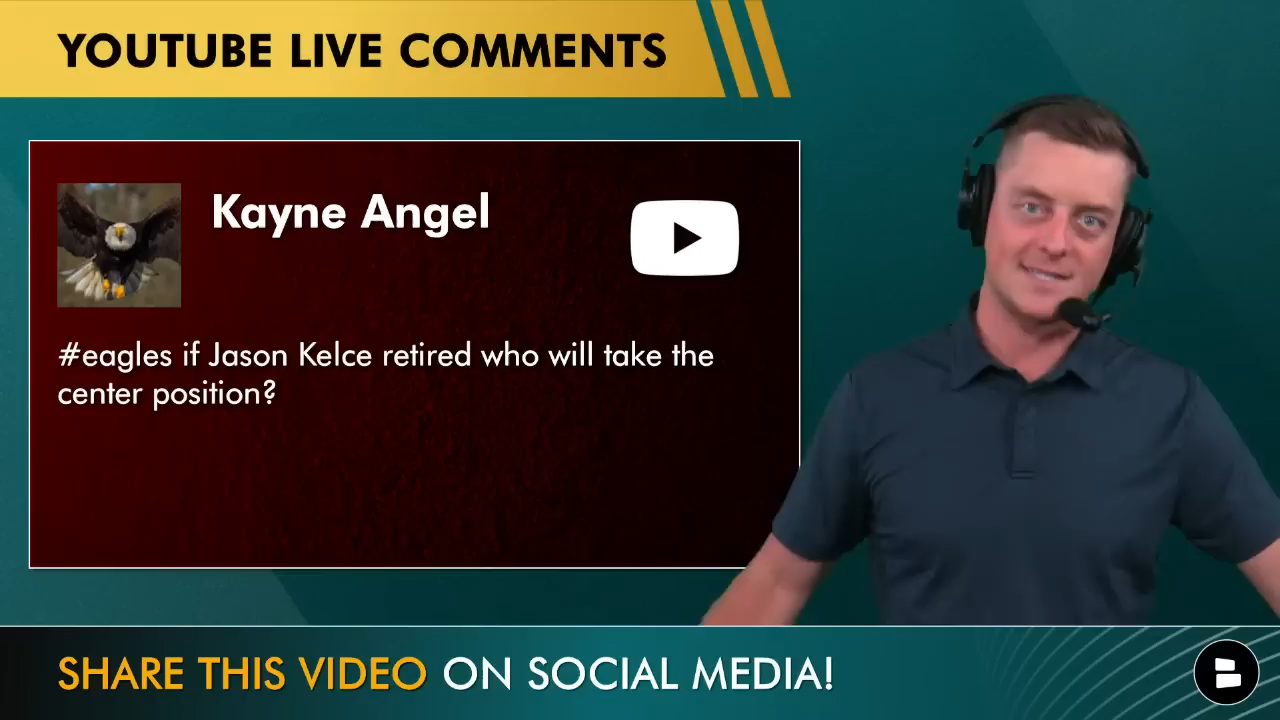 YOUTUBE LIVE COMMENTS
Kayne Angel
#eagles if Jason Kelce retired who will take the
center position?
SHARE THIS VIDEO ON SOCIAL MEDIA!